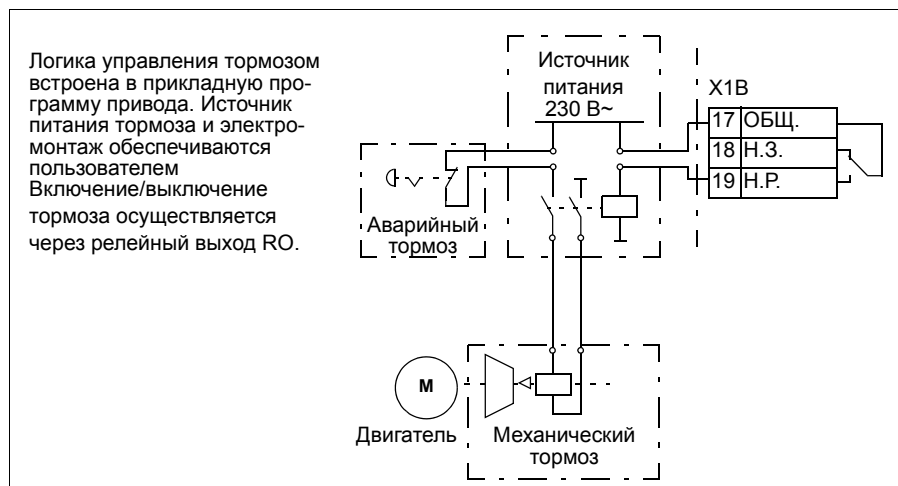 Логика управления тормозом
встроена в прикладную про-
грамму привода. Источник
питания тормоза и электро-
монтаж обеспечиваются
пользователем
Включение/выключение
тормоза осуществляется
через релейный выход RO.
Источник
питания
230 В~
X1B
17 ОБЩ.
18 Н.З.
19 Н.Р.
Аварийный
тормоз
М
Двигатель
Механический
тормоз